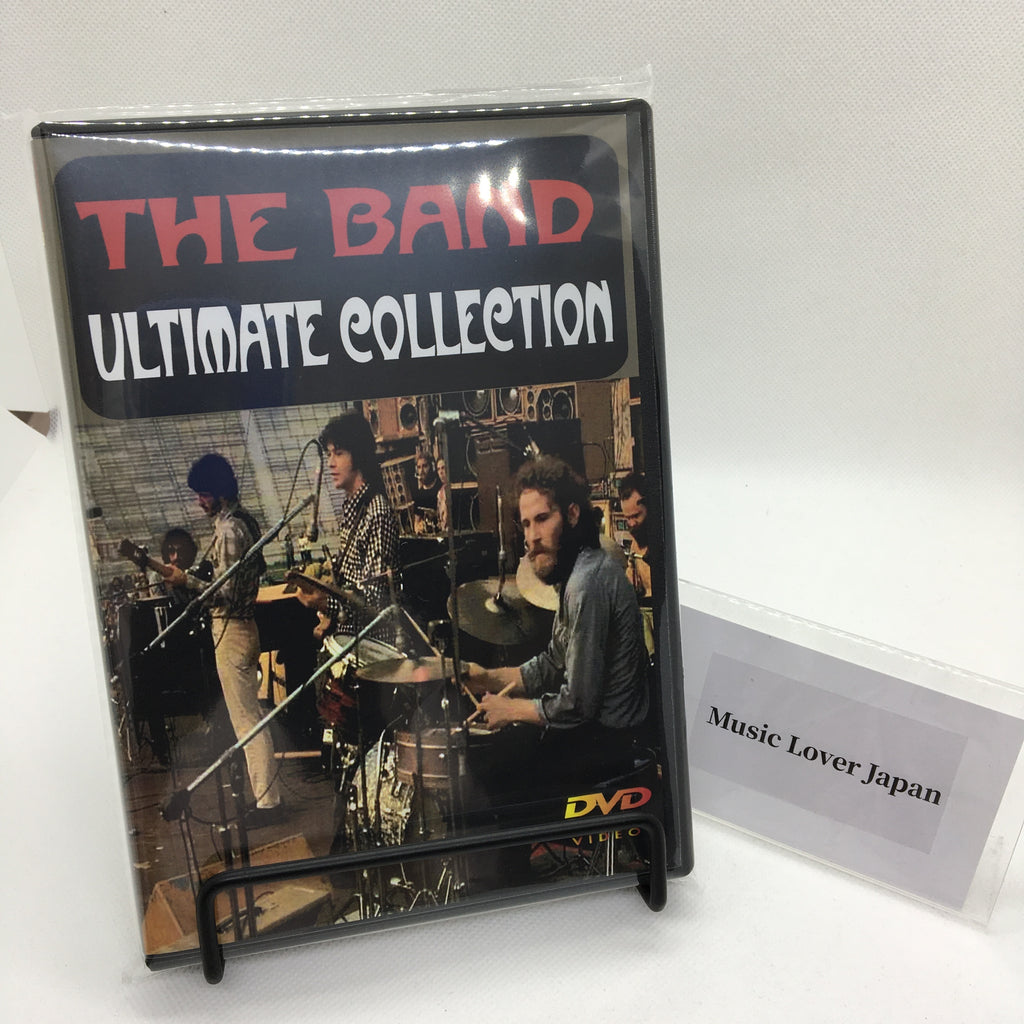 THE BAND
ULTIMATE COLLECTION
DVD
VIDEO
Music Lover Japan